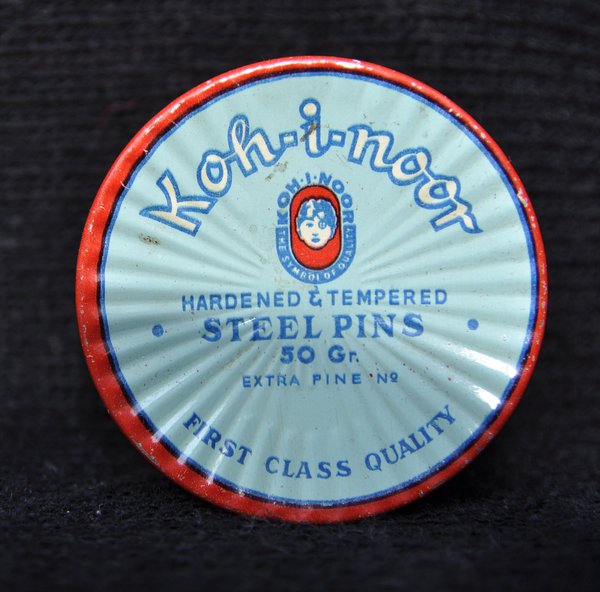 Koh-i-noor
KOH-I-NOOR
THE SYMBOL OF QUALITY
HARDENED & TEMPERED
• STEEL PINS •
50 Gr.
EXTRA PINE Nº
FIRST CLASS QUALITY